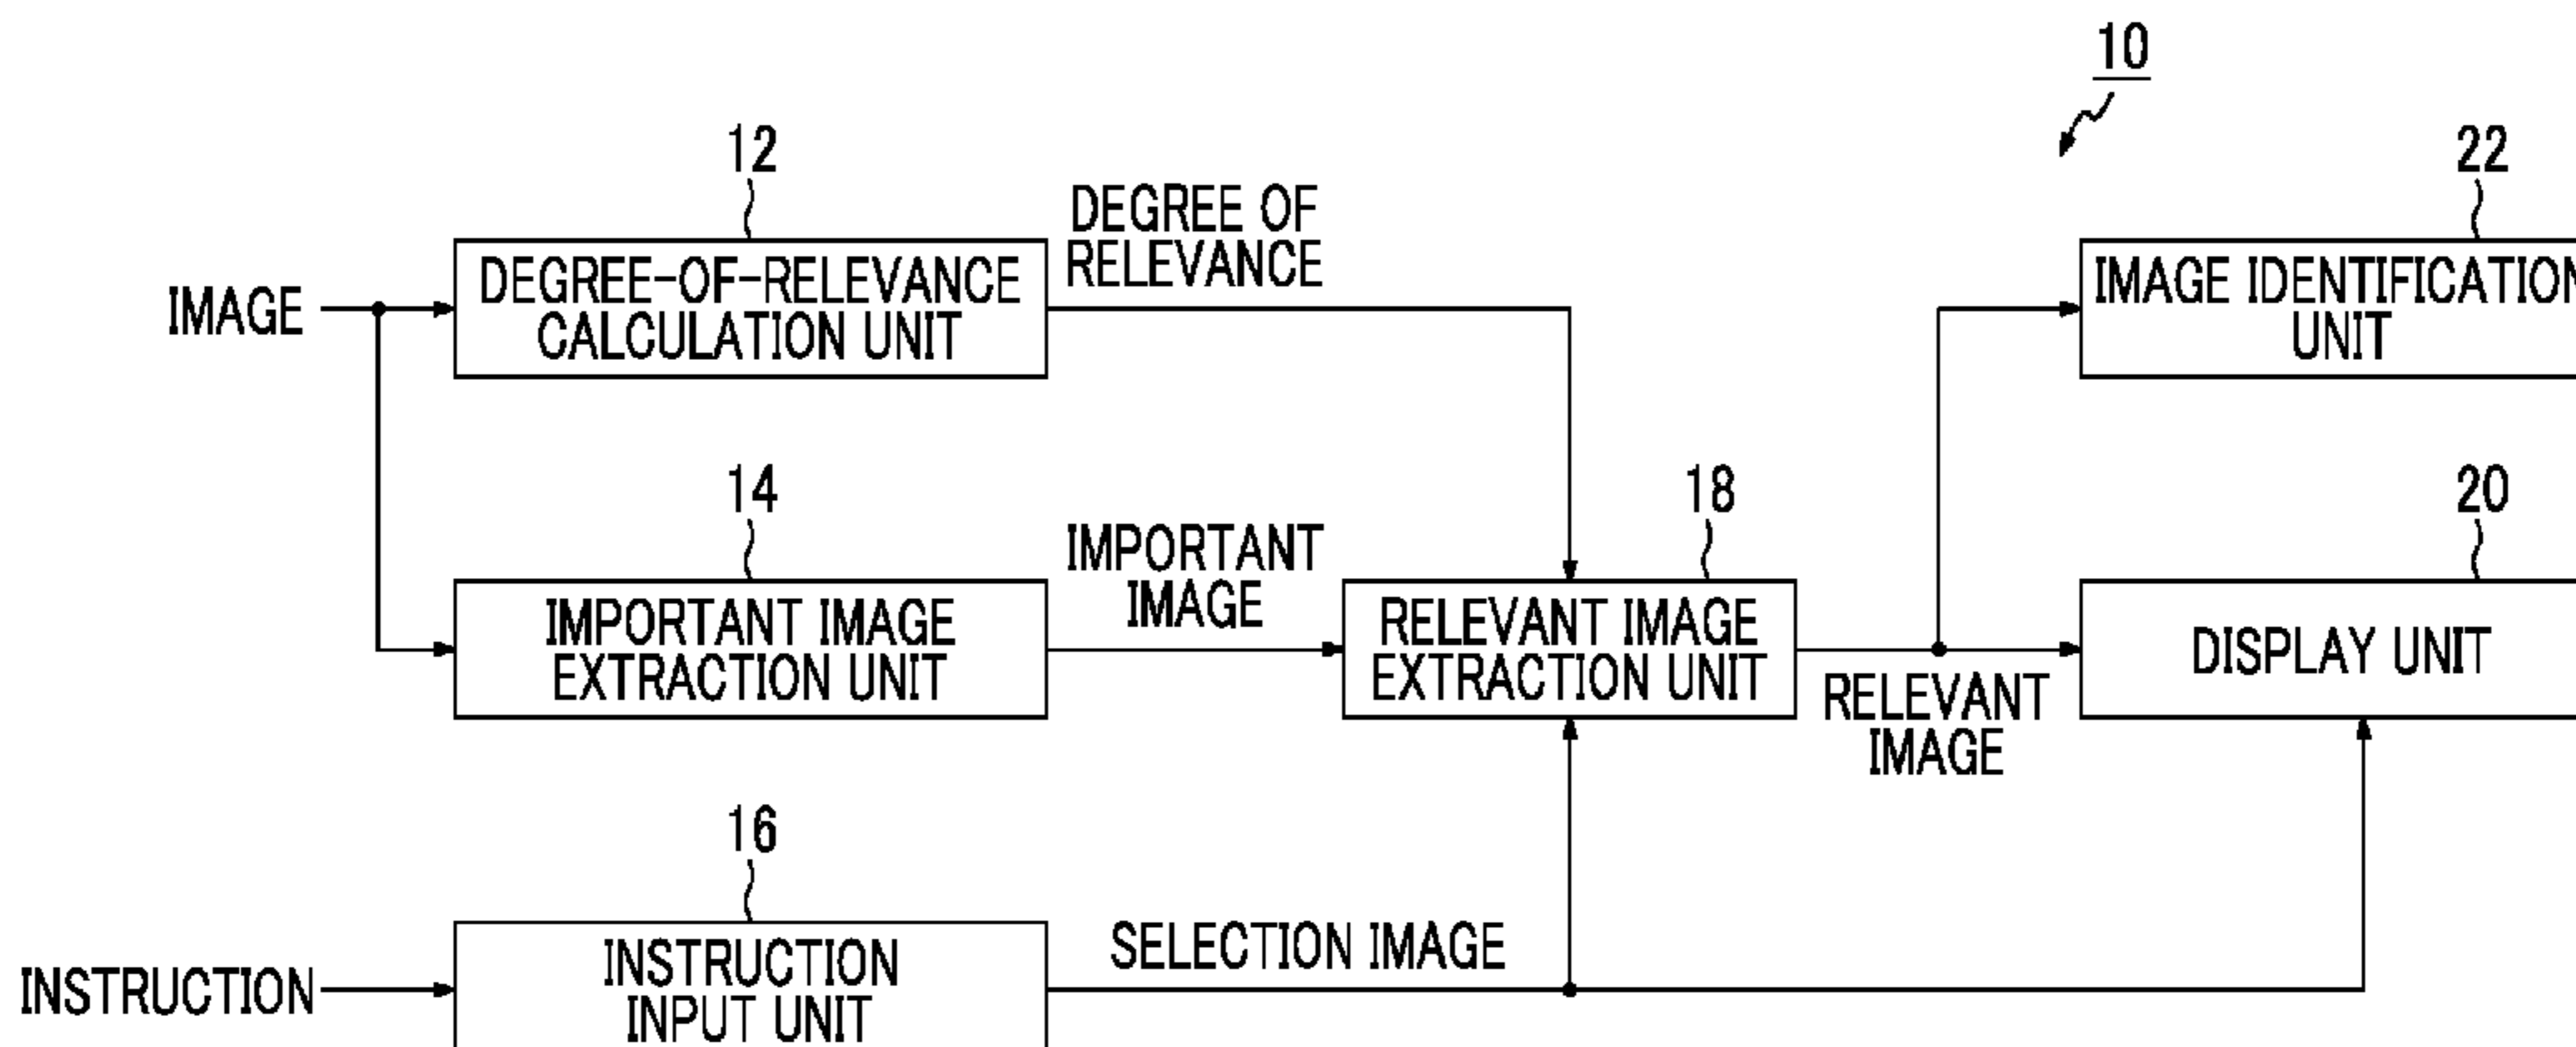 10
12
22
DEGREE OF
RELEVANCE
IMAGE
DEGREE-OF-RELEVANCE
CALCULATION UNIT
IMAGE IDENTIFICATION
UNIT
14
18
20
IMPORTANT
IMAGE
IMPORTANT IMAGE
EXTRACTION UNIT
RELEVANT IMAGE
EXTRACTION UNIT
DISPLAY UNIT
RELEVANT
IMAGE
16
SELECTION IMAGE
INSTRUCTION
INSTRUCTION
INPUT UNIT